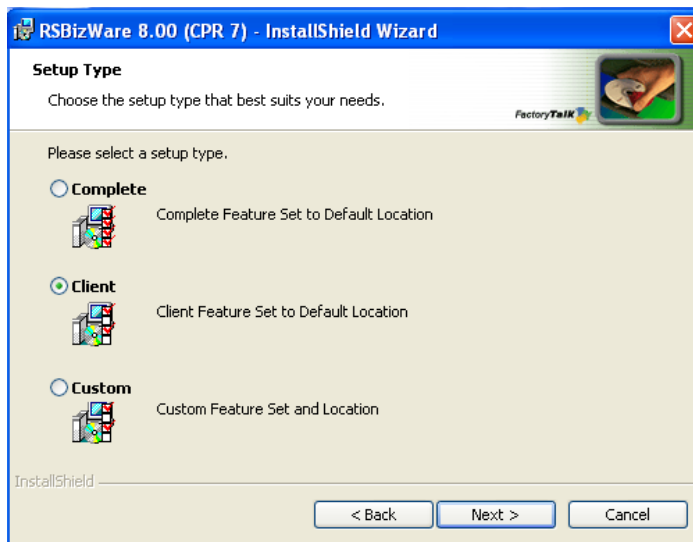 RSBizWare 8.00 (CPR 7) - InstallShield Wizard
Setup Type
Choose the setup type that best suits your needs.
FactoryTalk
Please select a setup type.
Complete
Complete Feature Set to Default Location
Client
Client Feature Set to Default Location
Custom
Custom Feature Set and Location
InstallShield
< Back
Next >
Cancel